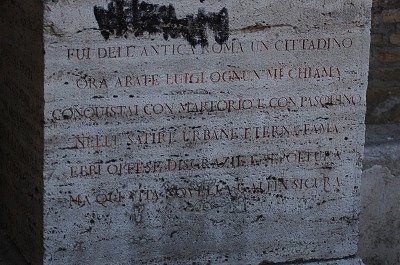 FUI DELL'ANTICA ROMA UN CITTADINO
ORA ABATE LUIGI OGNUN MI CHIAMA
CONQUISTAI CON MARFORIO E CON PASQUINO
NELLE SATIRE URBANE ETERNA FAMA
EBBI OFFESE, DISGRAZIE E SEPOLTURA
MA QUI VITA NOVELLA E ALFIN SICURA